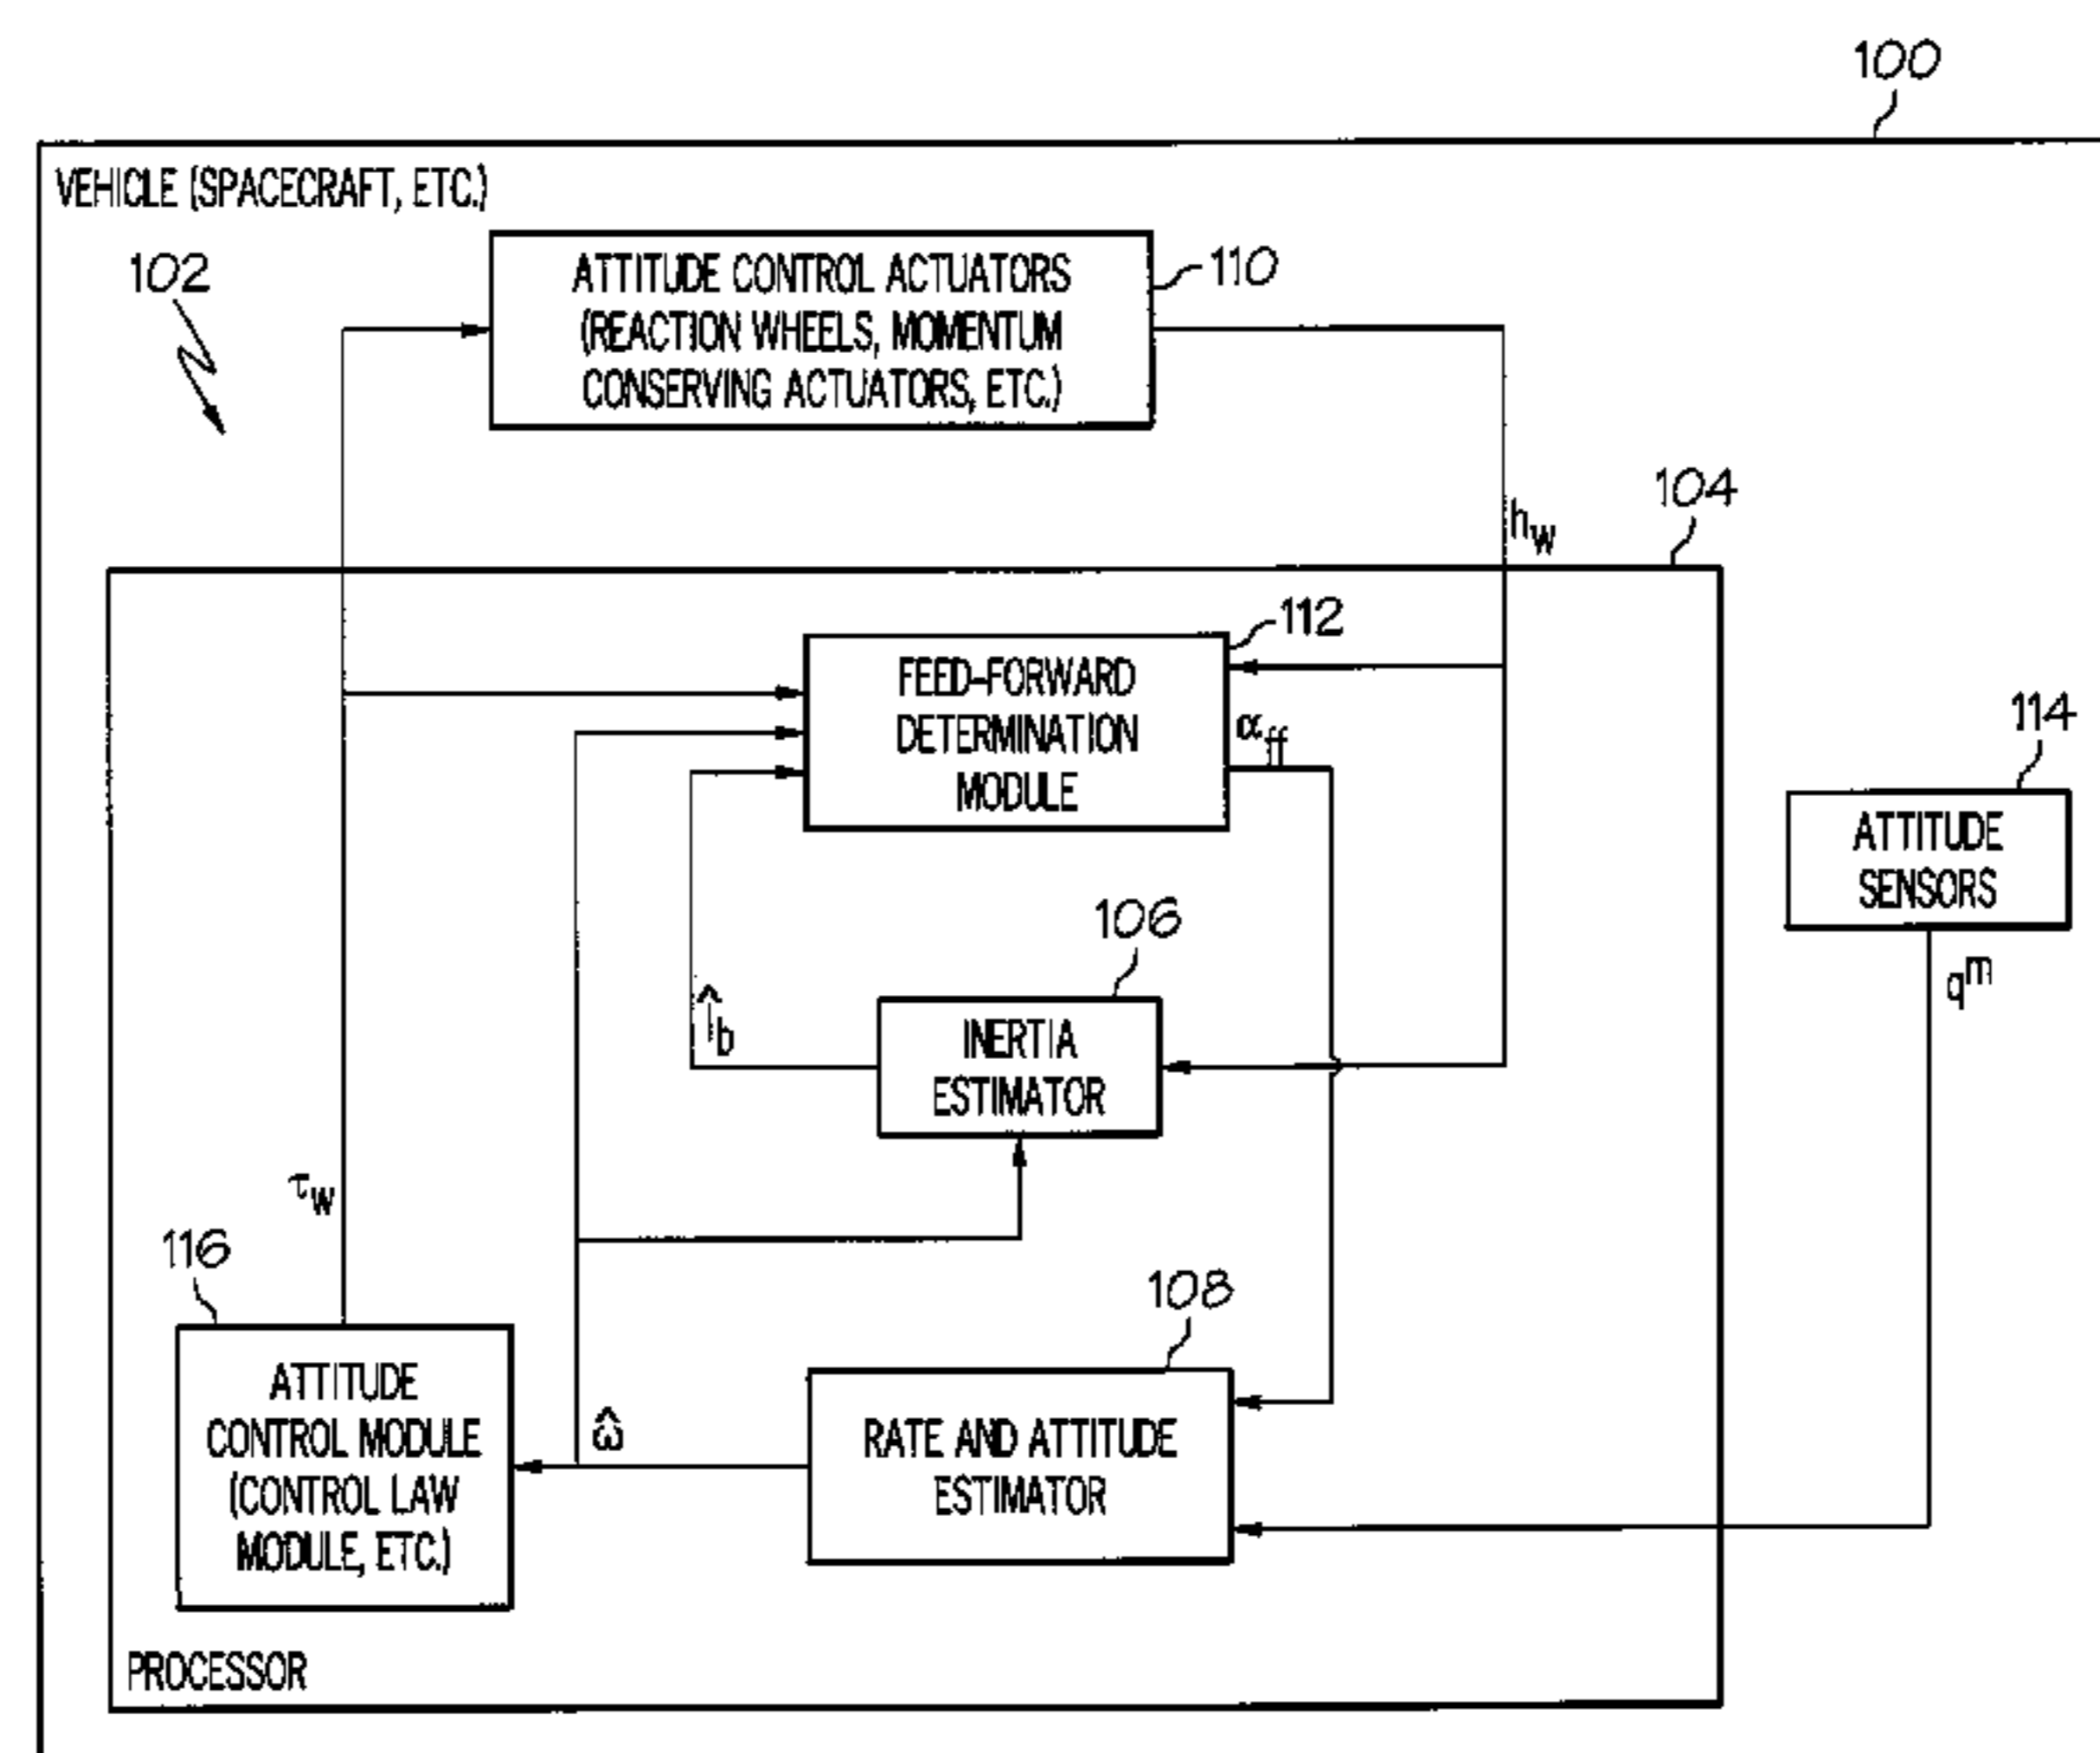 100
VEHICLE (SPACECRAFT, ETC.)
102
ATTITUDE CONTROL ACTUATORS
(REACTION WHEELS, MOMENTUM
CONSERVING ACTUATORS, ETC.)
110
104
hw
112
FEED-FORWARD
DETERMINATION
MODULE
αff
114
ATTITUDE
SENSORS
qm
106
INERTIA
ESTIMATOR
Îb
τw
116
ATTITUDE
CONTROL MODULE
(CONTROL LAW
MODULE, ETC.)
ω̂
108
RATE AND ATTITUDE
ESTIMATOR
PROCESSOR